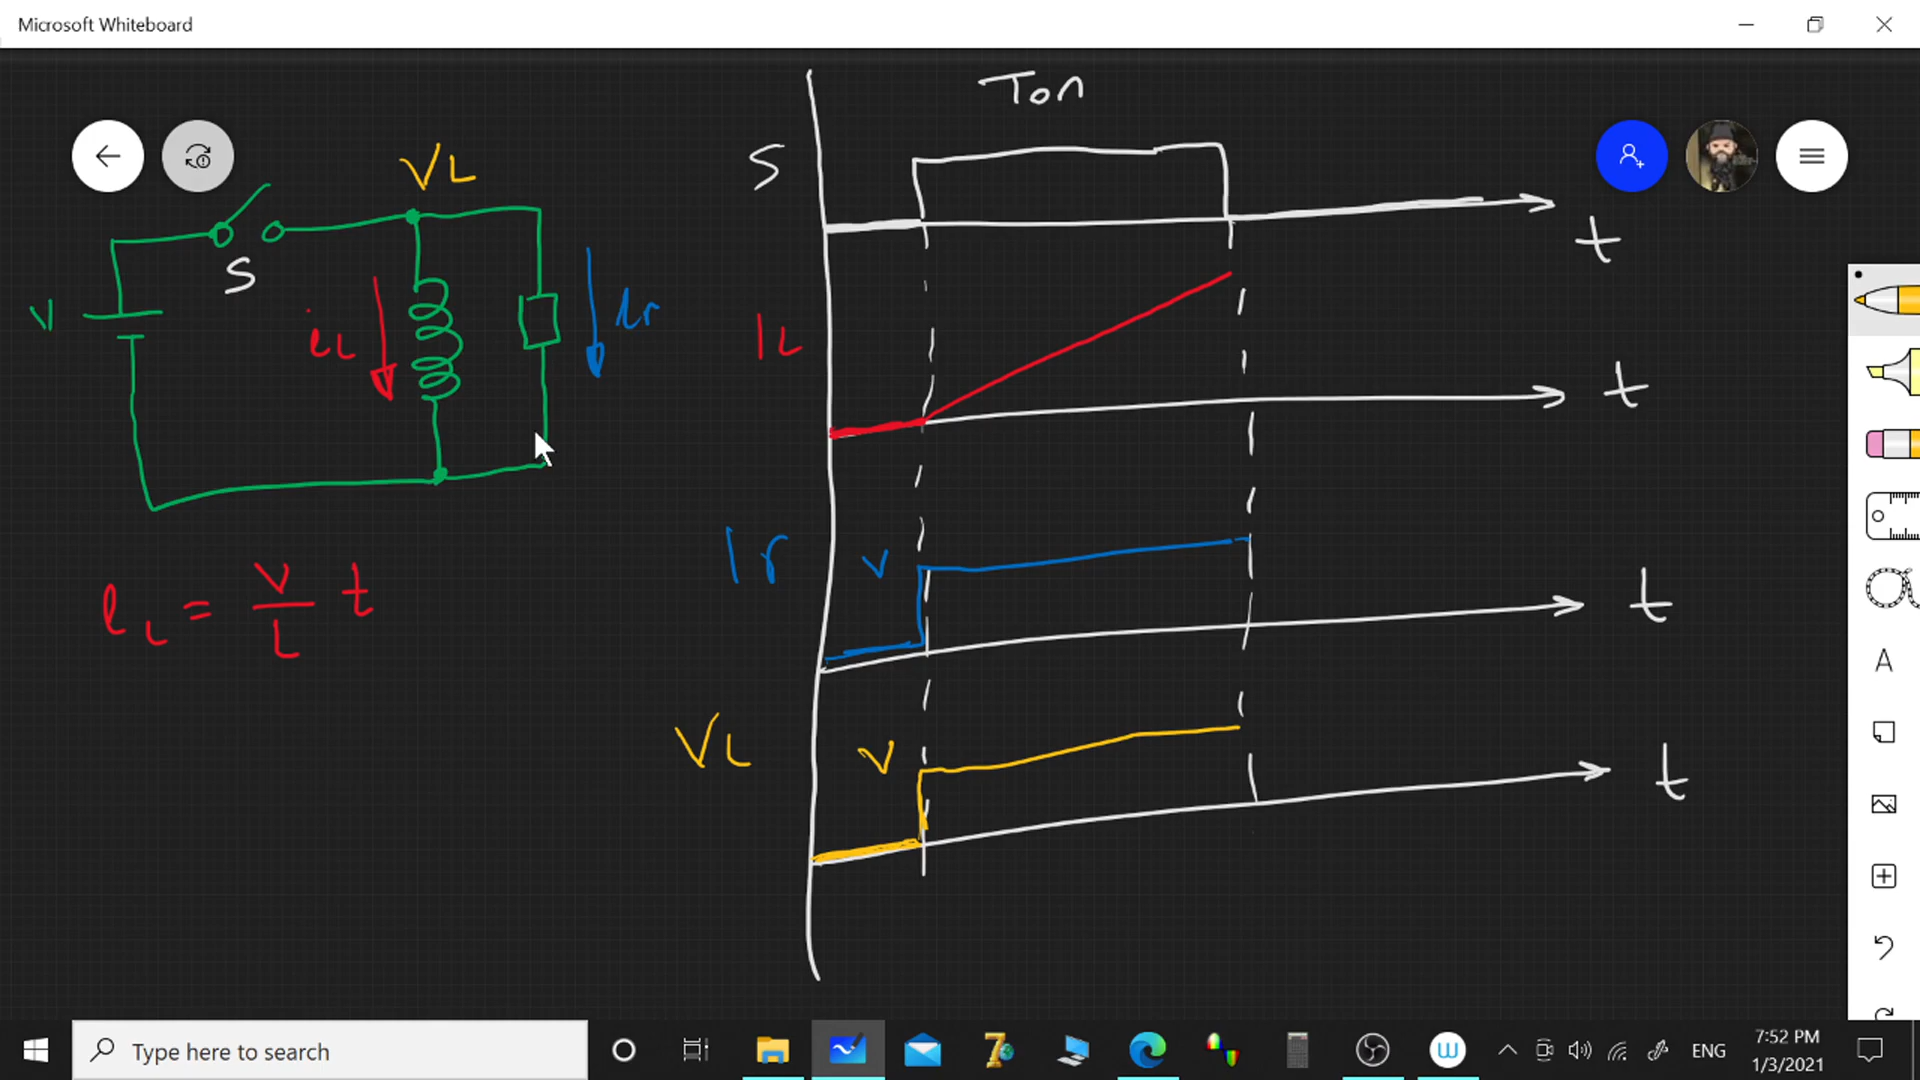 Microsoft Whiteboard
Ton
S
t
VL
S
V
iL
ir
IL
t
Ir
V
t
iL = V/L t
VL
V
t
A
Type here to search
7
W
ENG
7:52 PM
1/3/2021